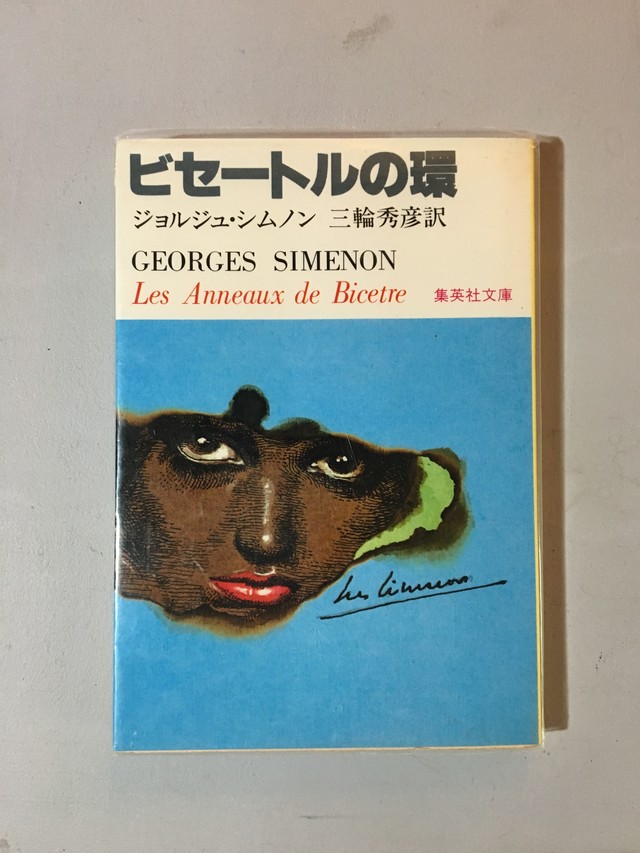 ビセートルの環
ジョルジュ・シムノン 三輪秀彦訳
GEORGES SIMENON
Les Anneaux de Bicetre 集英社文庫